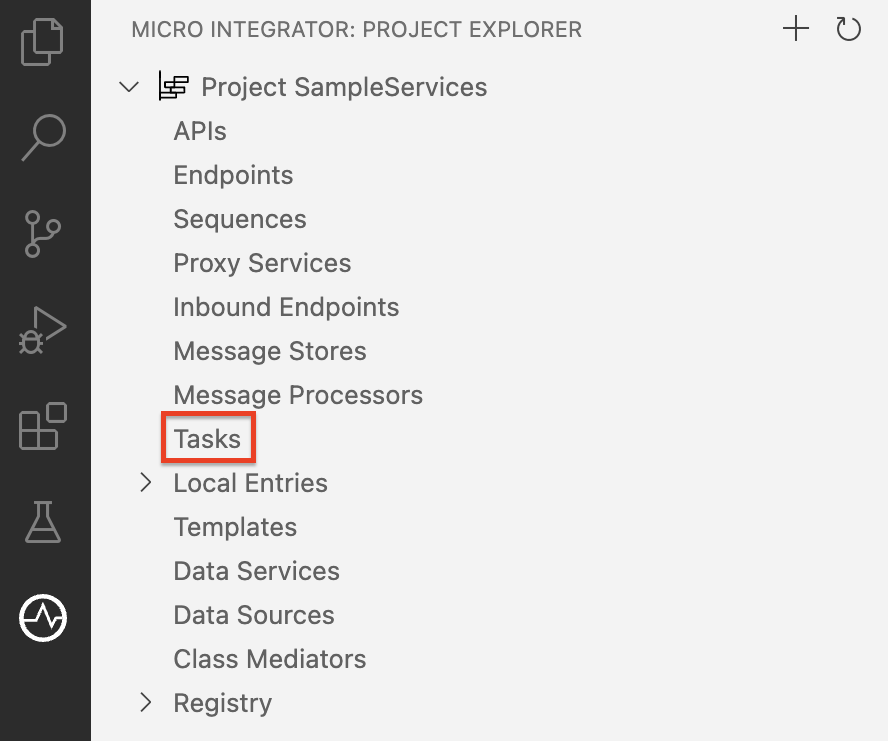 MICRO INTEGRATOR: PROJECT EXPLORER
Project SampleServices
APIs
Endpoints
Sequences
Proxy Services
Inbound Endpoints
Message Stores
Message Processors
Tasks
Local Entries
Templates
Data Services
Data Sources
Class Mediators
Registry